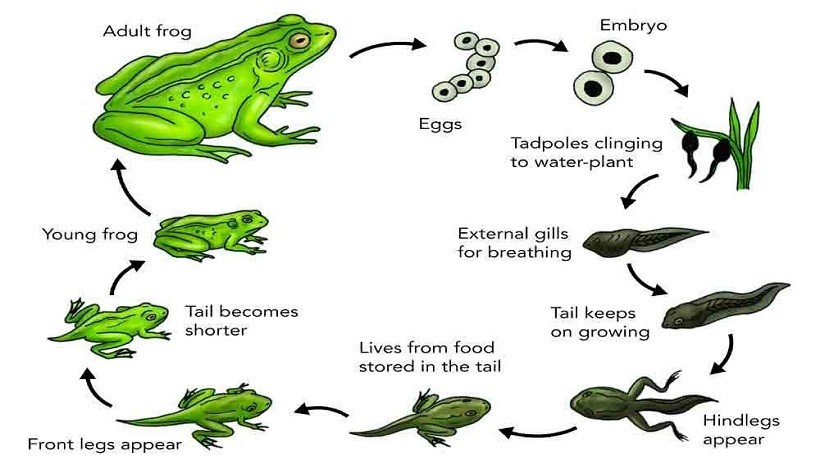 Adult frog
Eggs
Embryo
Tadpoles clinging
to water-plant
External gills
for breathing
Tail keeps
on growing
Hindlegs
appear
Lives from food
stored in the tail
Front legs appear
Tail becomes
shorter
Young frog